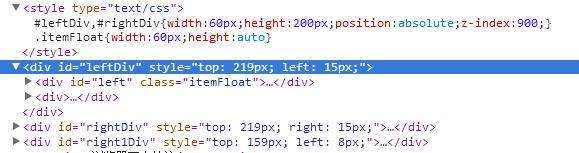 ▼<style type="text/css">
#leftDiv,#rightDiv{width:60px;height:200px;position:absolute;z-index:900;}
.itemFloat{width:60px;height:auto}
</style>
▼<div id="leftDiv" style="top: 219px; left: 15px;">
▶<div id="left" class="itemFloat">…</div>
▶<div>…</div>
</div>
▶<div id="rightDiv" style="top: 219px; right: 15px;">…</div>
▶<div id="right1Div" style="top: 159px; left: 8px;">…</div>